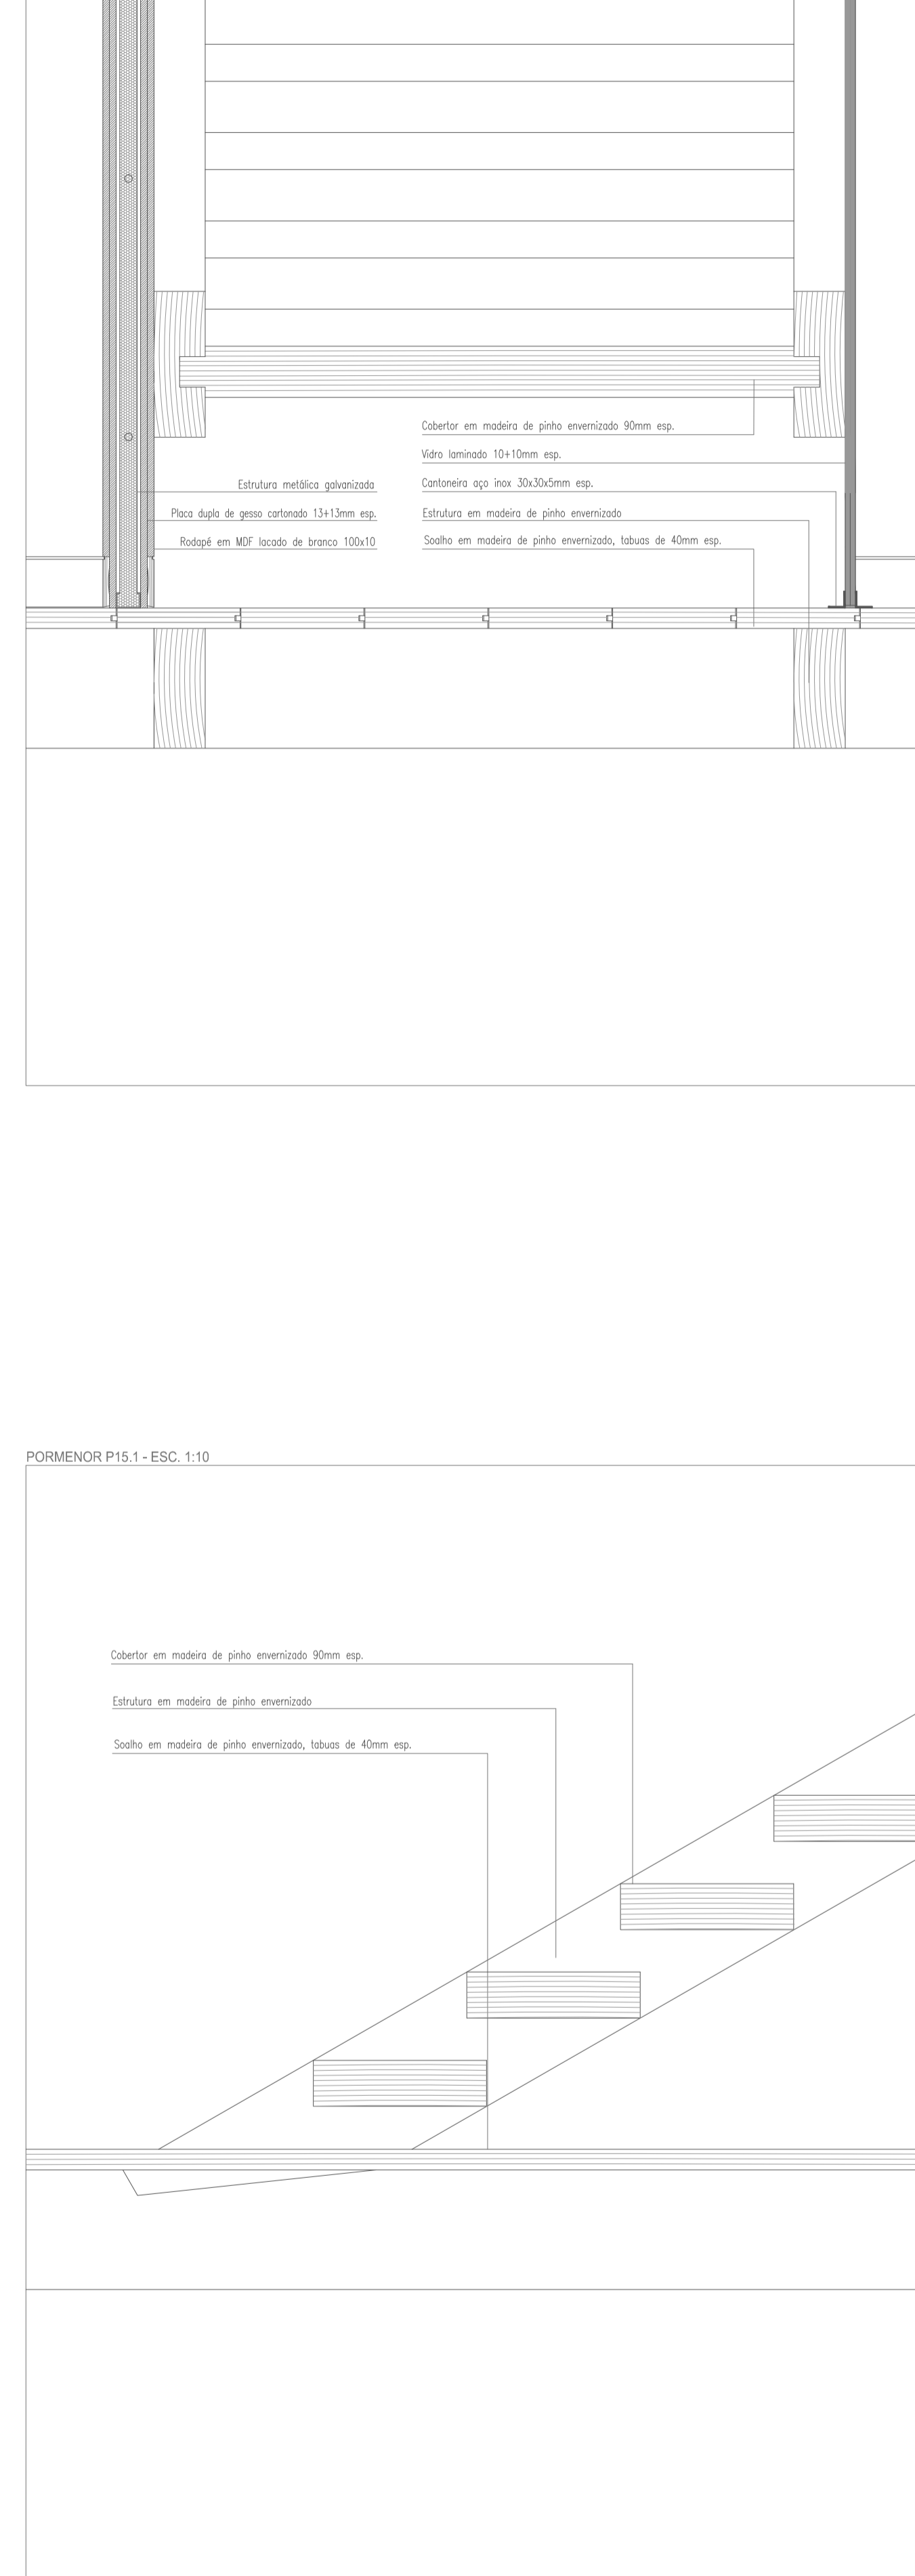 Cobertor em madeira de pinho envernizado 90mm esp.
Vidro laminado 10+10mm esp.
Cantoneira aço inox 30x30x5mm esp.
Estrutura em madeira de pinho envernizado
Soalho em madeira de pinho envernizado, tabuas de 40mm esp.
Estrutura metálica galvanizada
Placa dupla de gesso cartonado 13+13mm esp.
Rodapé em MDF lacado de branco 100x10
PORMENOR P15.1 - ESC. 1:10
Cobertor em madeira de pinho envernizado 90mm esp.
Estrutura em madeira de pinho envernizado
Soalho em madeira de pinho envernizado, tabuas de 40mm esp.